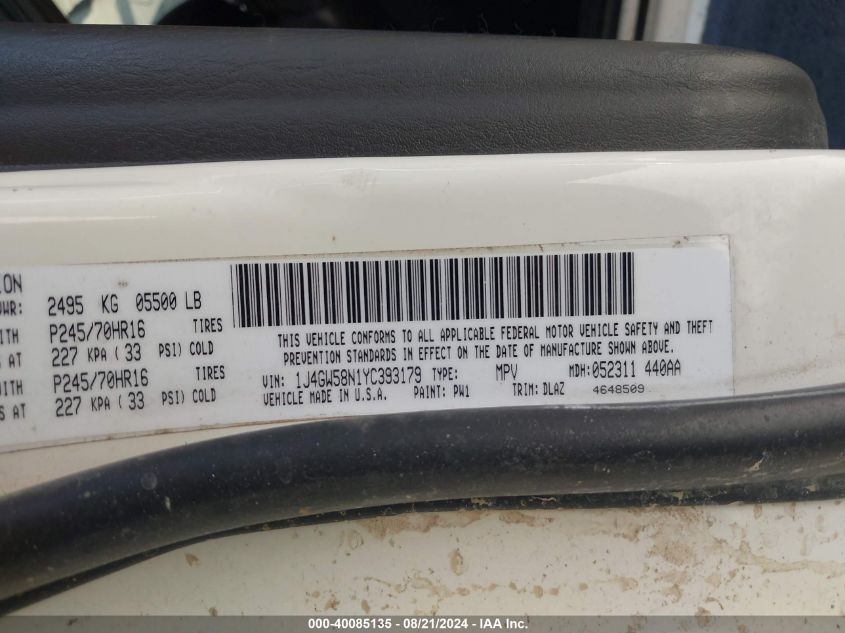 ION
WR: 2495 KG 05500 LB
WITH P245/70HR16 TIRES
S AT 227 KPA ( 33 PSI) COLD
WITH P245/70HR16 TIRES
S AT 227 KPA ( 33 PSI) COLD
THIS VEHICLE CONFORMS TO ALL APPLICABLE FEDERAL MOTOR VEHICLE SAFETY AND THEFT
PREVENTION STANDARDS IN EFFECT ON THE DATE OF MANUFACTURE SHOWN ABOVE.
VIN: 1J4GW58N1YC393179 TYPE: MPV MDH: 052311 440AA
VEHICLE MADE IN U.S.A. PAINT: PW1 TRIM: DLAZ 4648509
000-40085135 - 08/21/2024 - IAA Inc.